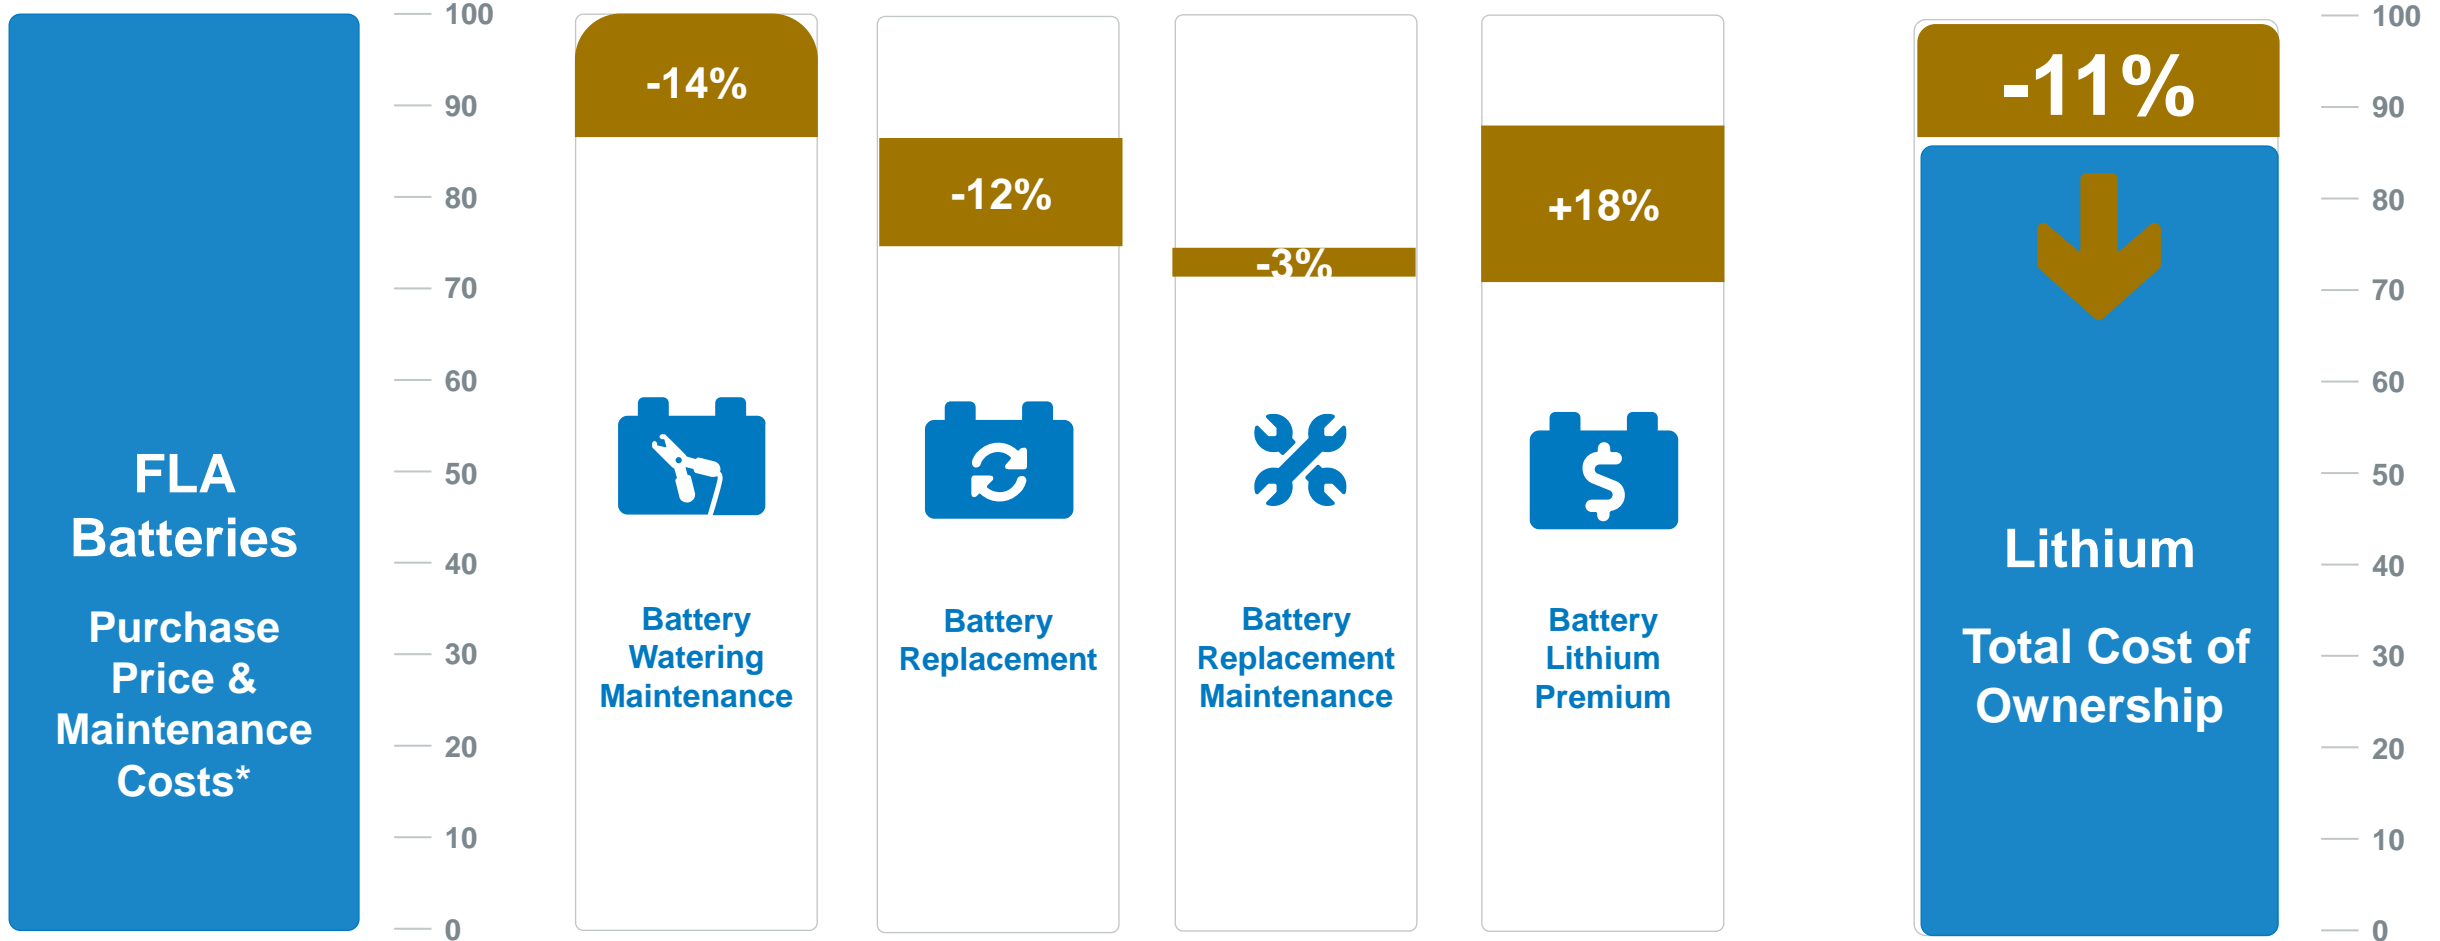 FLA
Batteries
Purchase
Price &
Maintenance
Costs*
100
90
80
70
60
50
40
30
20
10
0
-14%
Battery
Watering
Maintenance
-12%
Battery
Replacement
-3%
Battery
Replacement
Maintenance
+18%
Battery
Lithium
Premium
-11%
Lithium
Total Cost of
Ownership
100
90
80
70
60
50
40
30
20
10
0